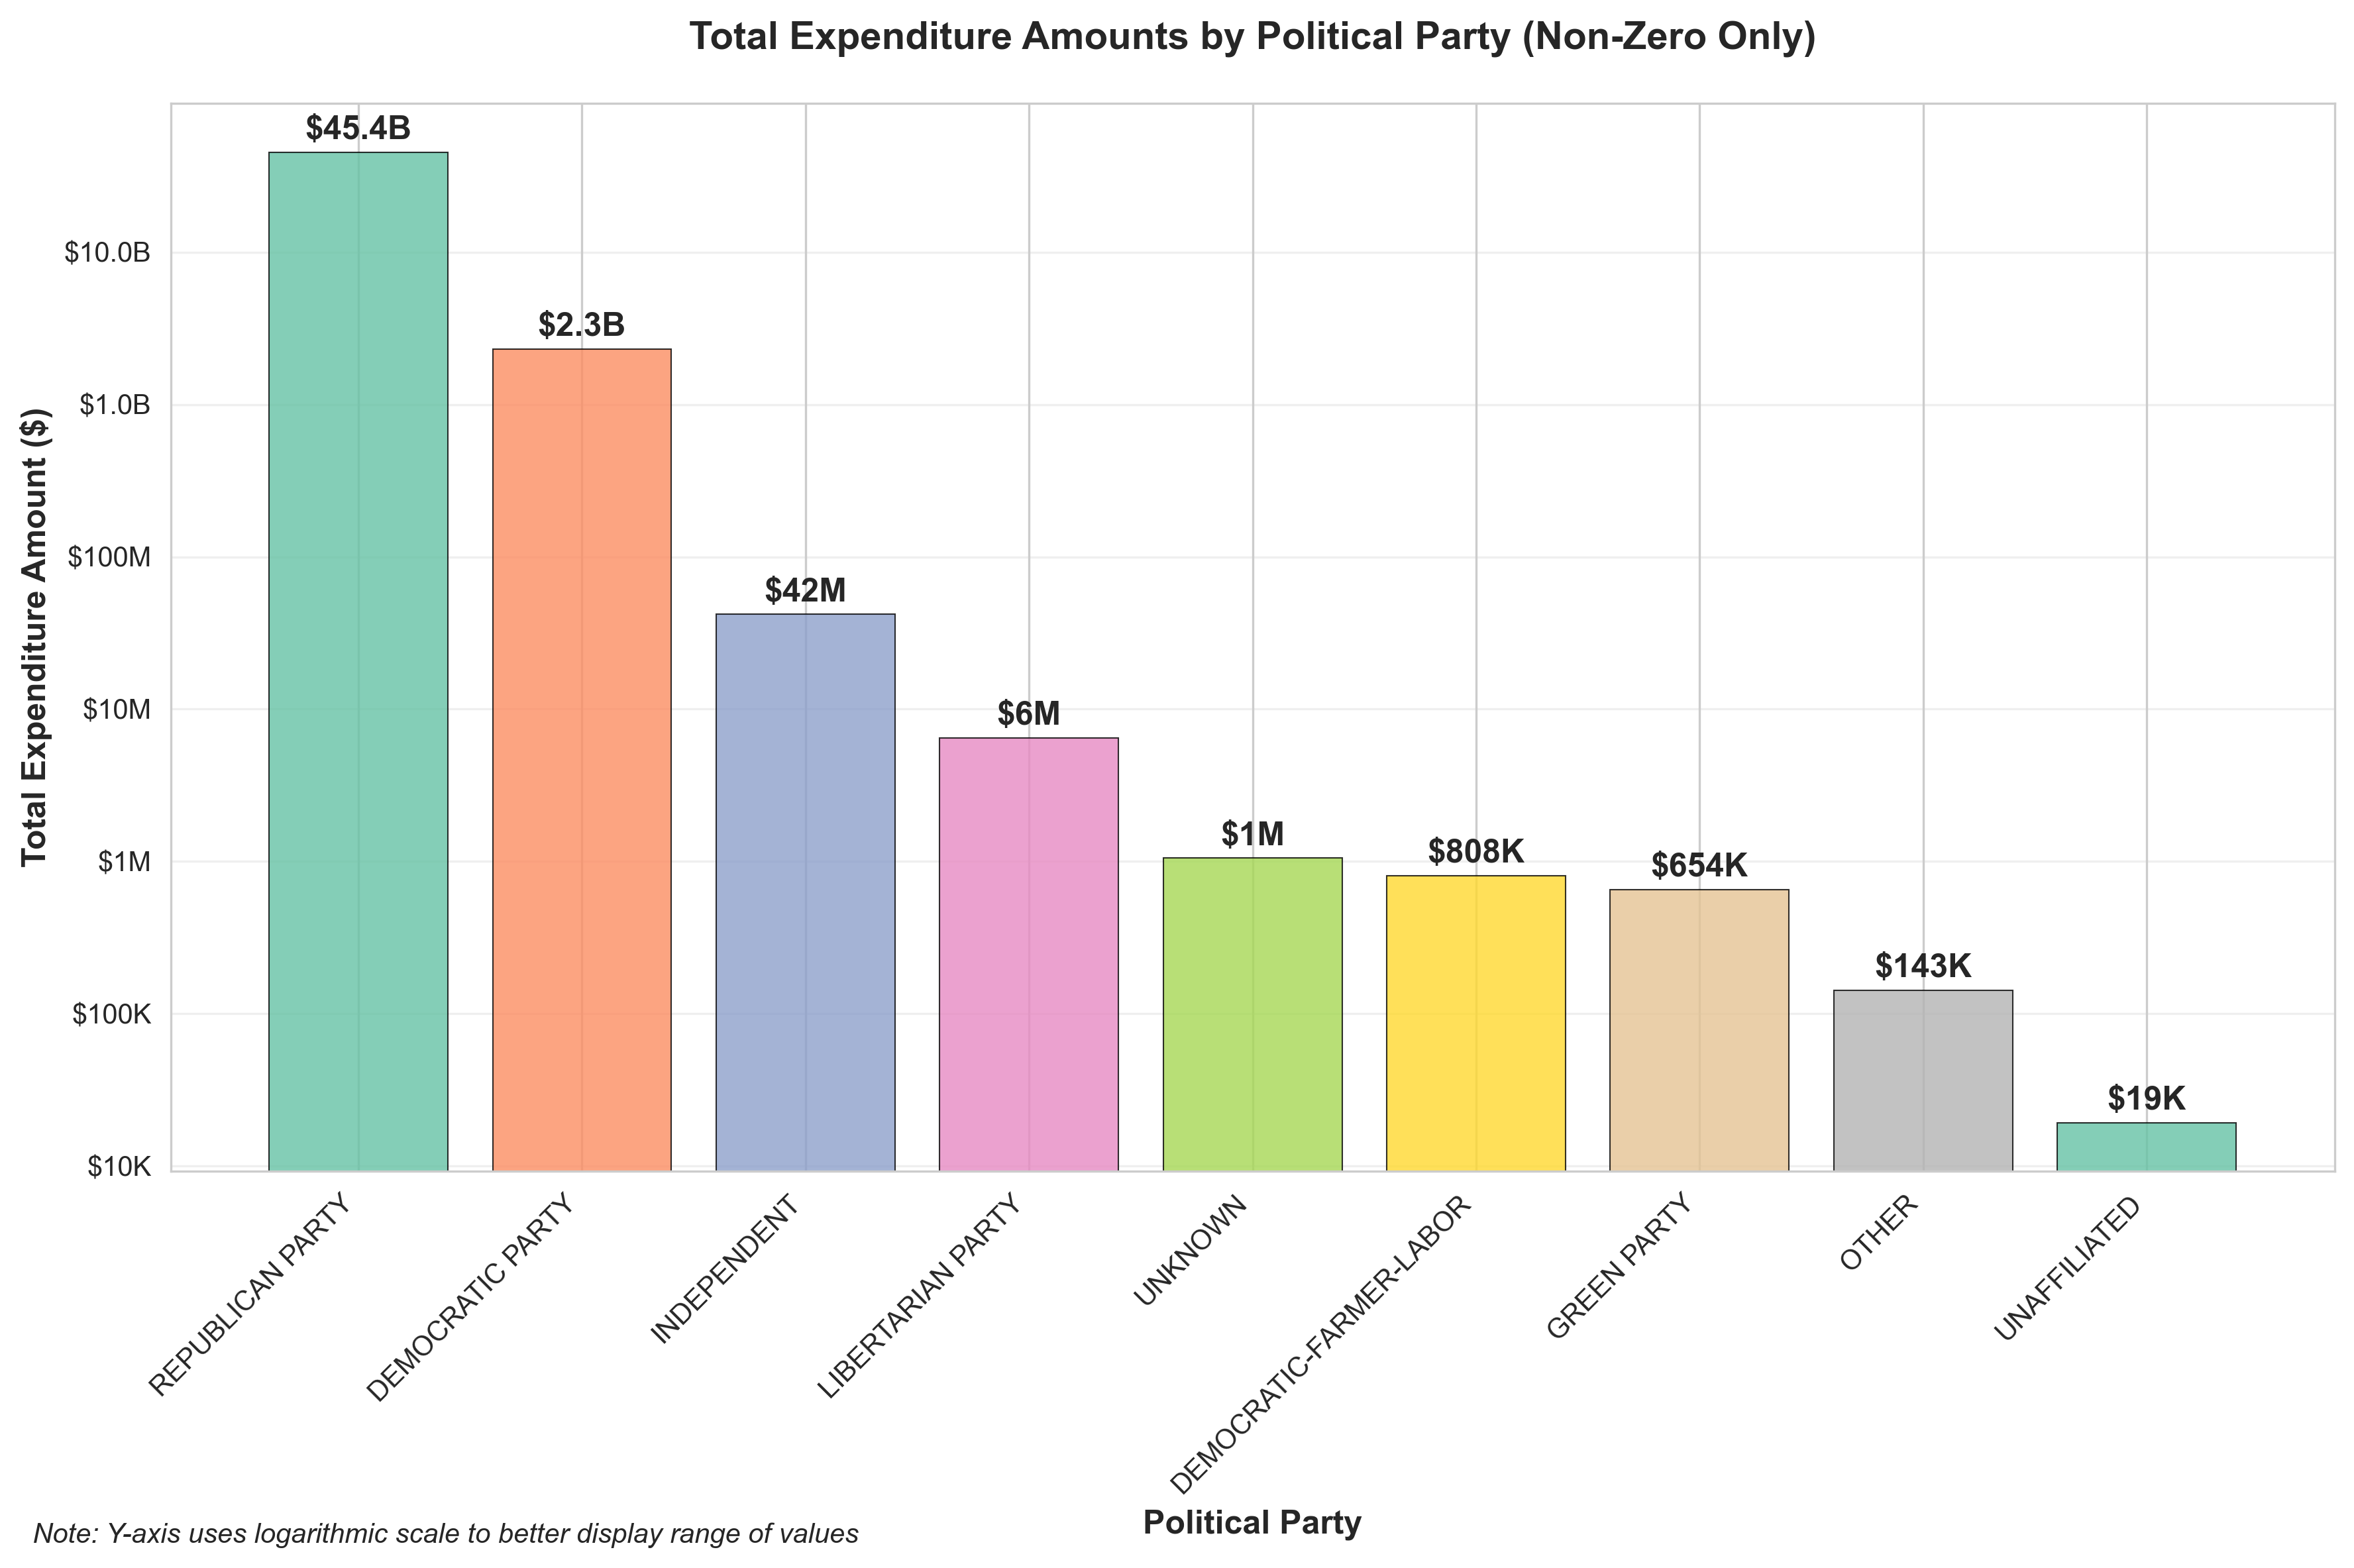 Total Expenditure Amounts by Political Party (Non-Zero Only)
Total Expenditure Amount ($)
$10.0B
$1.0B
$100M
$10M
$1M
$100K
$10K
$45.4B
$2.3B
$42M
$6M
$1M
$808K
$654K
$143K
$19K
REPUBLICAN PARTY
DEMOCRATIC PARTY
INDEPENDENT
LIBERTARIAN PARTY
UNKNOWN
DEMOCRATIC-FARMER-LABOR
GREEN PARTY
OTHER
UNAFFILIATED
Political Party
Note: Y-axis uses logarithmic scale to better display range of values